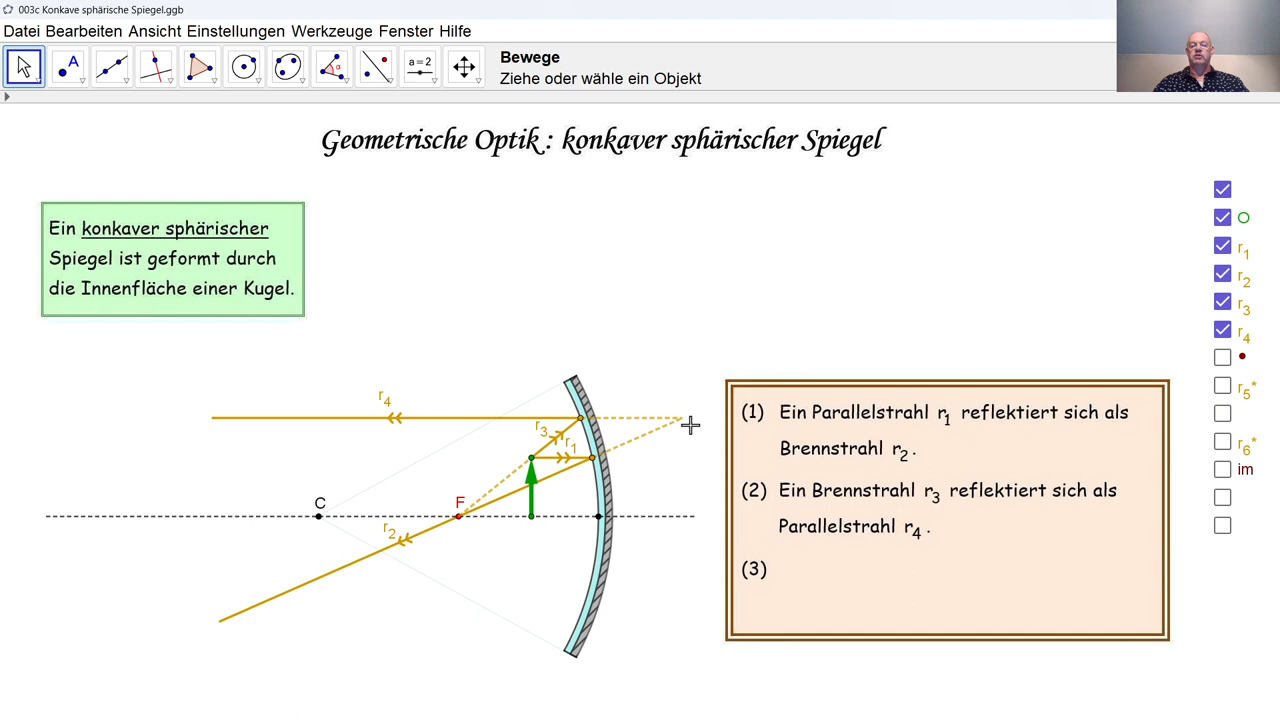 003c Konkave sphärische Spiegel.ggb
Datei Bearbeiten Ansicht Einstellungen Werkzeuge Fenster Hilfe
A
α
a=2
Bewege
Ziehe oder wähle ein Objekt
Geometrische Optik : konkaver sphärischer Spiegel
Ein konkaver sphärischer
Spiegel ist geformt durch
die Innenfläche einer Kugel.
O
r1
r2
r3
r4
r5*
r6*
im
r4
r3
r1
C
F
r2
(1) Ein Parallelstrahl r1 reflektiert sich als
Brennstrahl r2 .
(2) Ein Brennstrahl r3 reflektiert sich als
Parallelstrahl r4 .
(3)